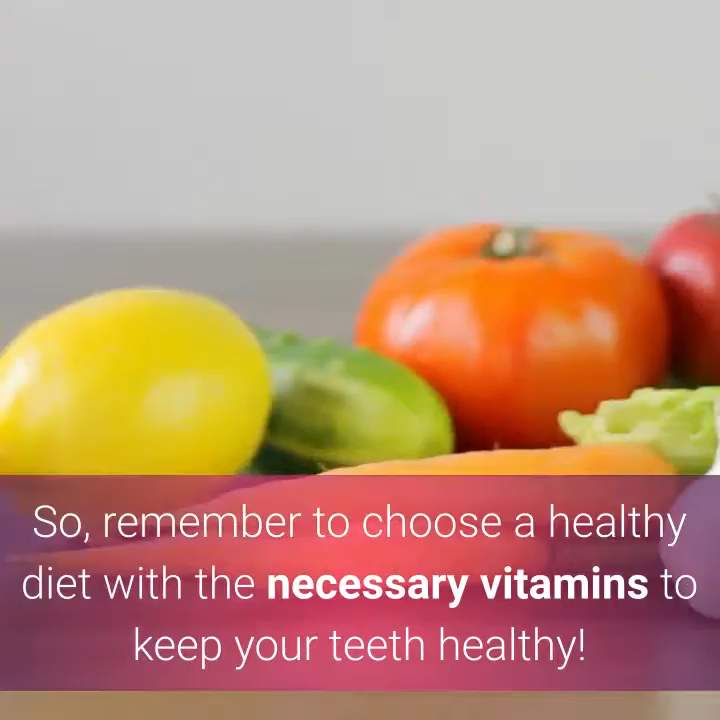 So, remember to choose a healthy
diet with the necessary vitamins to
keep your teeth healthy!